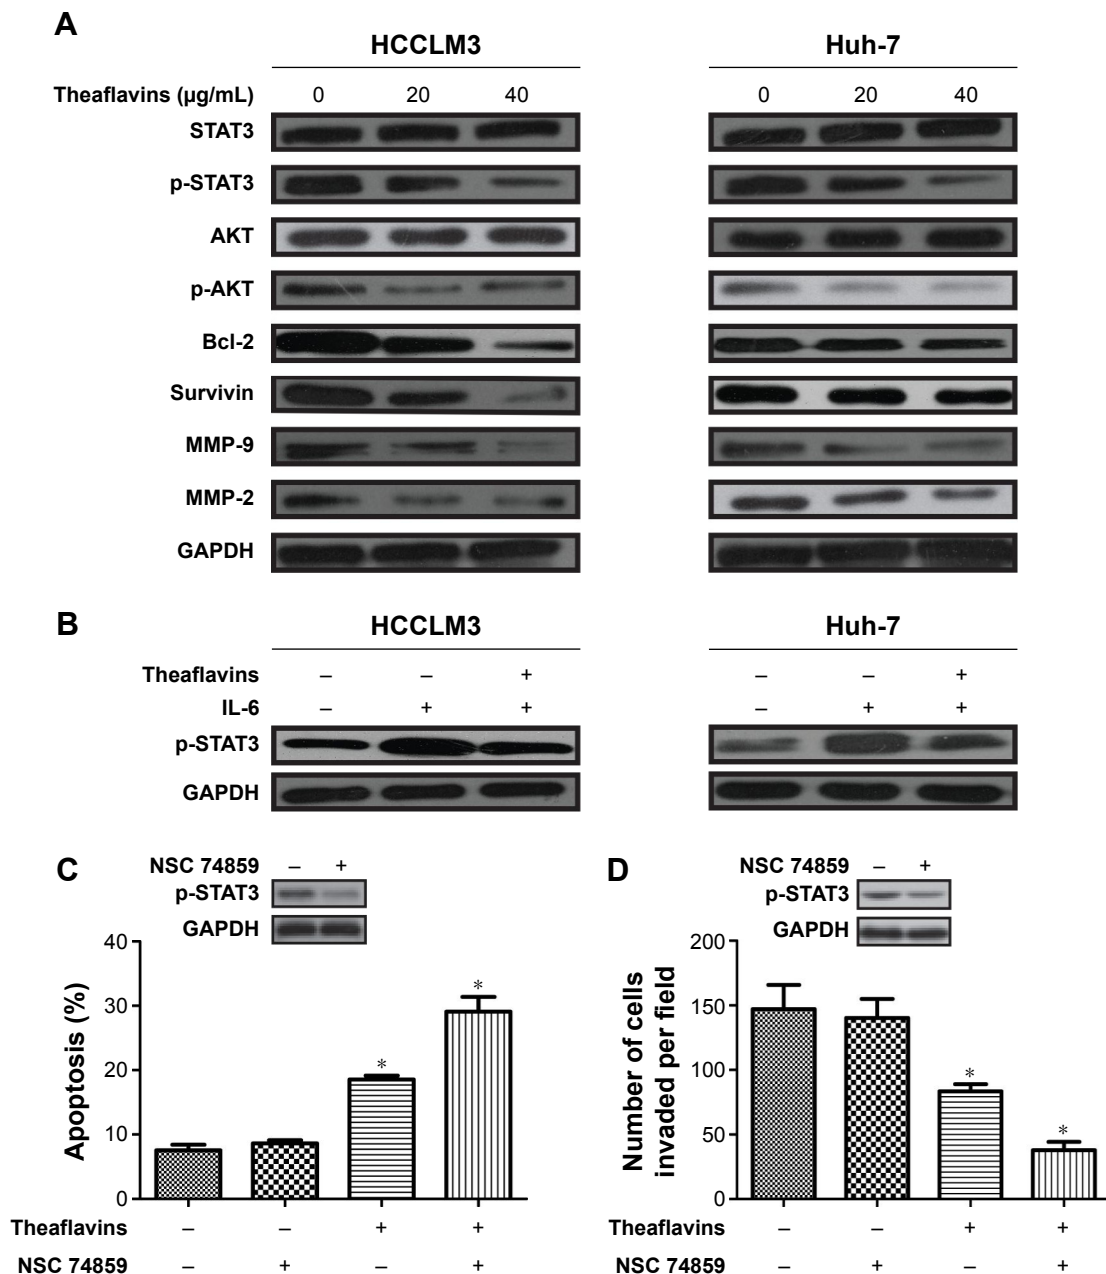 A
HCCLM3 Huh-7
Theaflavins (µg/mL) 0 20 40 0 20 40
STAT3
p-STAT3
AKT
p-AKT
Bcl-2
Survivin
MMP-9
MMP-2
GAPDH
B
HCCLM3 Huh-7
Theaflavins – – + – – +
IL-6 – + + – + +
p-STAT3
GAPDH
C
NSC 74859 – +
p-STAT3
GAPDH
Apoptosis (%)
40
30
20
10
0
* *
Theaflavins – – + +
NSC 74859 – + – +
D
NSC 74859 – +
p-STAT3
GAPDH
Number of cells
invaded per field
200
150
100
50
0
* *
Theaflavins – – + +
NSC 74859 – + – +